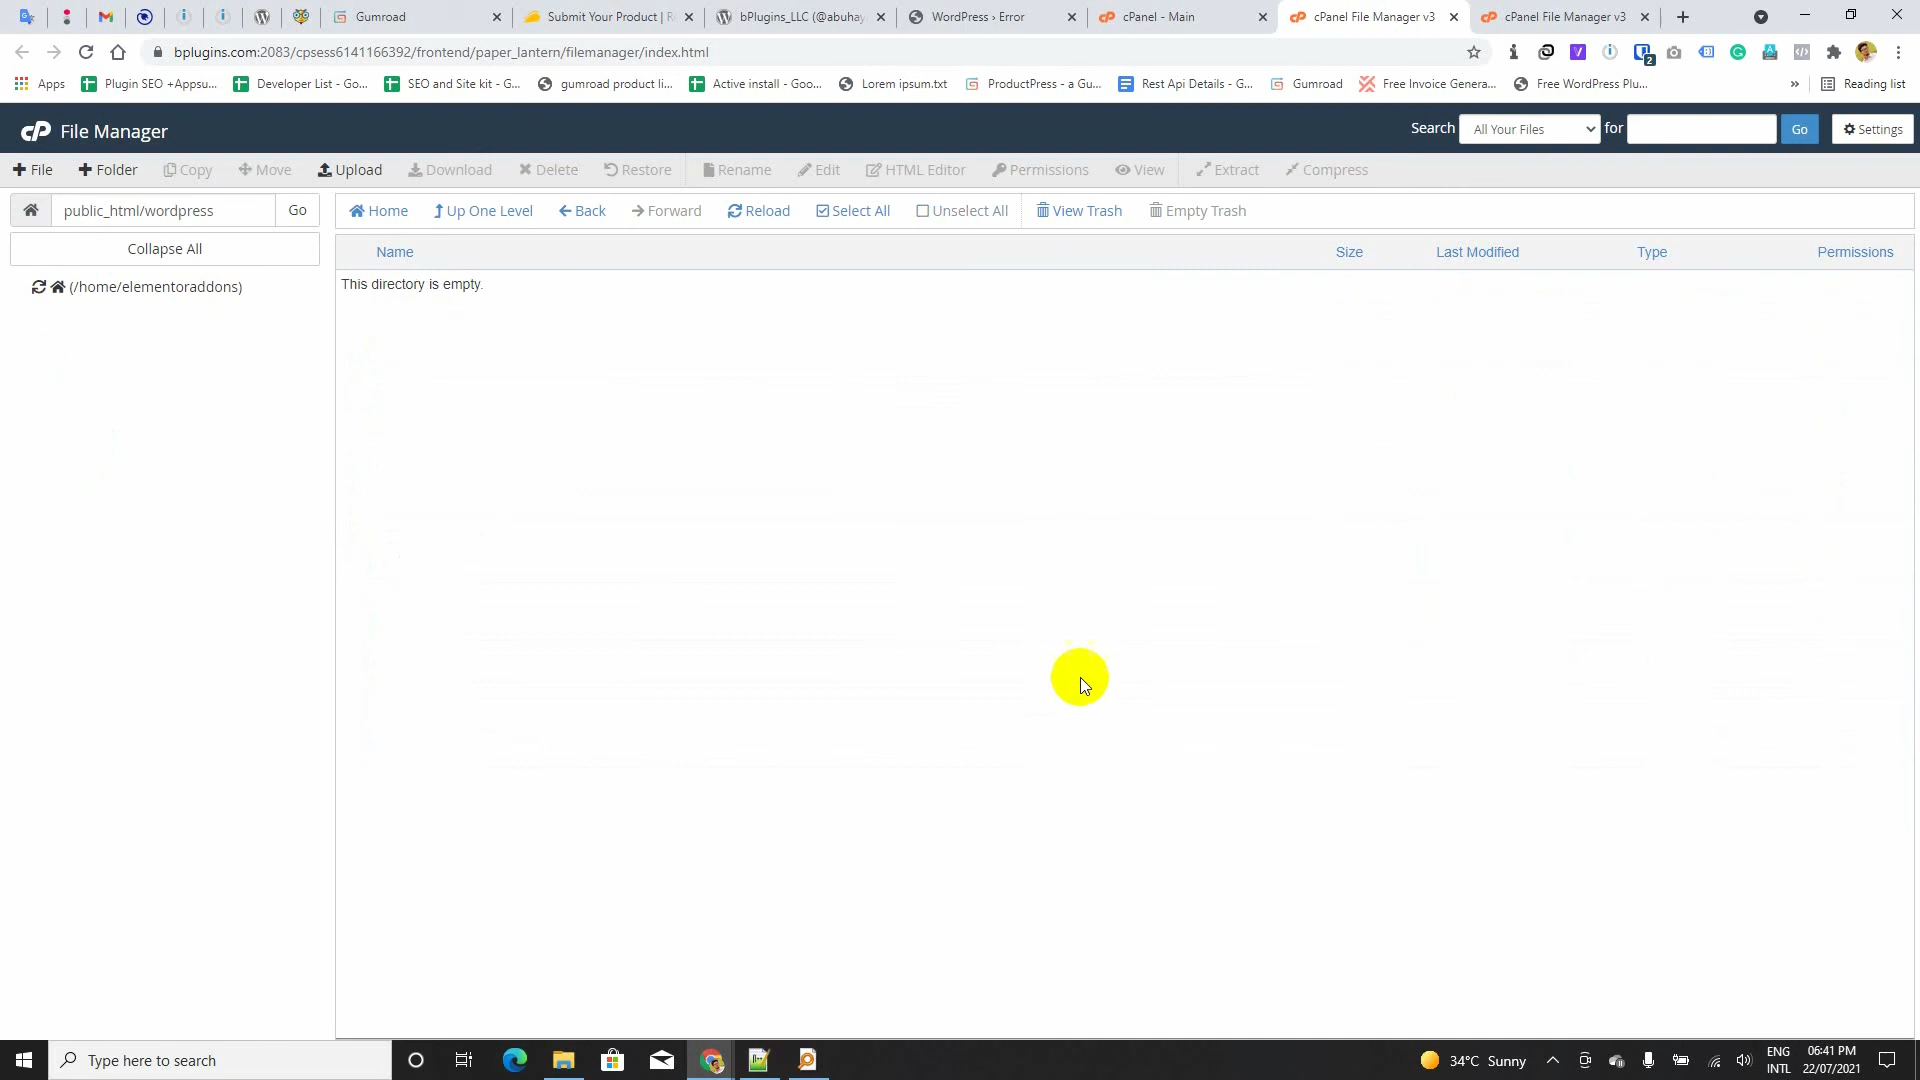 Gumroad
Submit Your Product | R
bPlugins_LLC (@abuhay
WordPress › Error
cPanel - Main
cPanel File Manager v3
cPanel File Manager v3
bplugins.com:2083/cpsess6141166392/frontend/paper_lantern/filemanager/index.html
2
Apps
Plugin SEO +Appsu...
Developer List - Go...
SEO and Site kit - G...
gumroad product li...
Active install - Goo...
Lorem ipsum.txt
ProductPress - a Gu...
Rest Api Details - G...
Gumroad
Free Invoice Genera...
Free WordPress Plu...
»
Reading list
cP File Manager
Search
All Your Files
for
Go
Settings
File
Folder
Copy
Move
Upload
Download
Delete
Restore
Rename
Edit
HTML Editor
Permissions
View
Extract
Compress
public_html/wordpress
Go
Home
Up One Level
Back
Forward
Reload
Select All
Unselect All
View Trash
Empty Trash
Collapse All
Name
Size
Last Modified
Type
Permissions
(/home/elementoraddons)
This directory is empty.
Type here to search
34°C Sunny
ENG
INTL
06:41 PM
22/07/2021